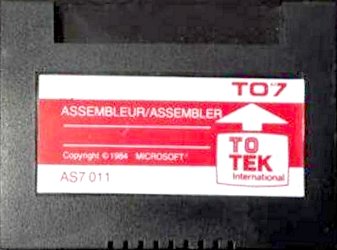 TO7
ASSEMBLEUR/ASSEMBLER
Copyright ©1984 MICROSOFT
AS7 011
TO
TEK
International